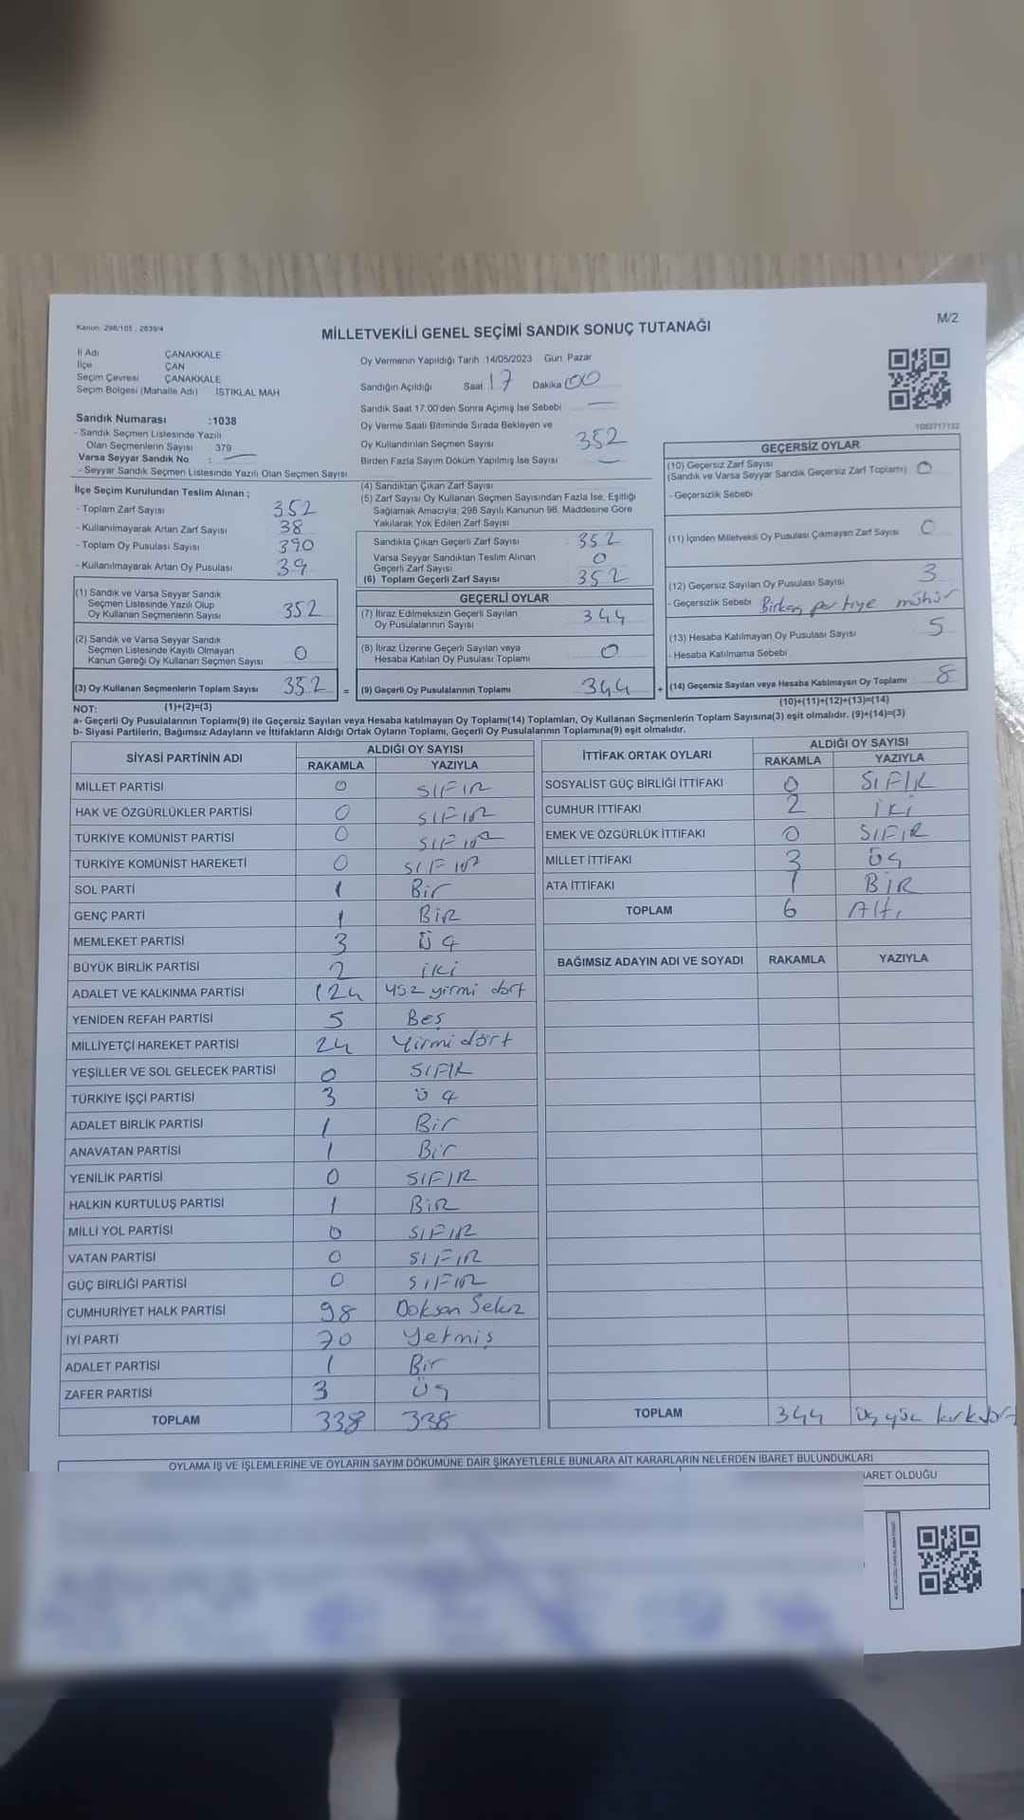 Kanun: 298/105 , 2839/4
MİLLETVEKİLİ GENEL SEÇİMİ SANDIK SONUÇ TUTANAĞI
M/2
İl Adı ÇANAKKALE
İlçe ÇAN
Seçim Çevresi ÇANAKKALE
Seçim Bölgesi (Mahalle Adı) İSTİKLAL MAH
Sandık Numarası :1038
- Sandık Seçmen Listesinde Yazılı
Olan Seçmenlerin Sayısı 379
Varsa Seyyar Sandık No :
- Seyyar Sandık Seçmen Listesinde Yazılı Olan Seçmen Sayısı
Oy Vermenin Yapıldığı Tarih 14/05/2023 Gün: Pazar
Sandığın Açıldığı Saat 17 Dakika 00
Sandık Saat 17:00'den Sonra Açımış İse Sebebi
Oy Verme Saati Bitiminde Sırada Bekleyen ve
Oy Kullandırılan Seçmen Sayısı 352
Birden Fazla Sayım Döküm Yapılmış İse Sayısı
İlçe Seçim Kurulundan Teslim Alınan ;
- Toplam Zarf Sayısı 352
- Kullanılmayarak Artan Zarf Sayısı 38
- Toplam Oy Pusulası Sayısı 390
- Kullanılmayarak Artan Oy Pusulası 39
(1) Sandık ve Varsa Seyyar Sandık
Seçmen Listesinde Yazılı Olup
Oy Kullanan Seçmenlerin Sayısı 352
(2) Sandık ve Varsa Seyyar Sandık
Seçmen Listesinde Kayıtlı Olmayan
Kanun Gereği Oy Kullanan Seçmen Sayısı 0
(3) Oy Kullanan Seçmenlerin Toplam Sayısı 352 =
(4) Sandıktan Çıkan Zarf Sayısı
(5) Zarf Sayısı Oy Kullanan Seçmen Sayısından Fazla İse, Eşitliği
Sağlamak Amacıyla, 298 Sayılı Kanunun 98. Maddesine Göre
Yakılarak Yok Edilen Zarf Sayısı
Sandıkta Çıkan Geçerli Zarf Sayısı 352
Varsa Seyyar Sandıktan Teslim Alınan
Geçerli Zarf Sayısı 0
(6) Toplam Geçerli Zarf Sayısı 352
GEÇERLİ OYLAR
(7) İtiraz Edilmeksizin Geçerli Sayılan
Oy Pusulalarının Sayısı 344
(8) İtiraz Üzerine Geçerli Sayılan veya
Hesaba Katılan Oy Pusulası Toplamı 0
(9) Geçerli Oy Pusulalarının Toplamı 344 +
1083717132
GEÇERSİZ OYLAR
(10) Geçersiz Zarf Sayısı
(Sandık ve Varsa Seyyar Sandık Geçersiz Zarf Toplamı) 0
- Geçersizlik Sebebi
(11) İçinden Milletvekili Oy Pusulası Çıkmayan Zarf Sayısı 0
(12) Geçersiz Sayılan Oy Pusulası Sayısı 3
- Geçersizlik Sebebi Birkaç partiye mühür
(13) Hesaba Katılmayan Oy Pusulası Sayısı 5
- Hesaba Katılmama Sebebi
(14) Geçersiz Sayılan veya Hesaba Katılmayan Oy Toplamı 8
NOT: (1)+(2)=(3)
(10)+(11)+(12)+(13)=(14)
a- Geçerli Oy Pusulalarının Toplamı(9) ile Geçersiz Sayılan veya Hesaba katılmayan Oy Toplamı(14) Toplamları, Oy Kullanan Seçmenlerin Toplam Sayısına(3) eşit olmalıdır. (9)+(14)=(3)
b- Siyasi Partilerin, Bağımsız Adayların ve İttifakların Aldığı Ortak Oyların Toplamı, Geçerli Oy Pusulalarının Toplamına(9) eşit olmalıdır.
SİYASİ PARTİNİN ADI ALDIĞI OY SAYISI
RAKAMLA YAZIYLA
MİLLET PARTİSİ 0 SIFIR
HAK VE ÖZGÜRLÜKLER PARTİSİ 0 SIFIR
TÜRKİYE KOMÜNİST PARTİSİ 0 SIFIR
TÜRKİYE KOMÜNİST HAREKETİ 0 SIFIR
SOL PARTİ 1 Bir
GENÇ PARTİ 1 BİR
MEMLEKET PARTİSİ 3 Üç
BÜYÜK BİRLİK PARTİSİ 2 iki
ADALET VE KALKINMA PARTİSİ 124 yüz yirmi dört
YENİDEN REFAH PARTİSİ 5 Beş
MİLLİYETÇİ HAREKET PARTİSİ 24 Yirmi dört
YEŞİLLER VE SOL GELECEK PARTİSİ 0 SIFIR
TÜRKİYE İŞÇİ PARTİSİ 3 üç
ADALET BİRLİK PARTİSİ 1 Bir
ANAVATAN PARTİSİ 1 Bir
YENİLİK PARTİSİ 0 SIFIR
HALKIN KURTULUŞ PARTİSİ 1 BİR
MİLLİ YOL PARTİSİ 0 SIFIR
VATAN PARTİSİ 0 SIFIR
GÜÇ BİRLİĞİ PARTİSİ 0 SIFIR
CUMHURİYET HALK PARTİSİ 98 Doksan Sekiz
İYİ PARTİ 70 Yetmiş
ADALET PARTİSİ 1 Bir
ZAFER PARTİSİ 3 Üç
TOPLAM 338 338
İTTİFAK ORTAK OYLARI ALDIĞI OY SAYISI
RAKAMLA YAZIYLA
SOSYALİST GÜÇ BİRLİĞİ İTTİFAKI 0 SIFIR
CUMHUR İTTİFAKI 2 İKİ
EMEK VE ÖZGÜRLÜK İTTİFAKI 0 SIFIR
MİLLET İTTİFAKI 3 Üç
ATA İTTİFAKI 1 BİR
TOPLAM 6 Altı
BAĞIMSIZ ADAYIN ADI VE SOYADI RAKAMLA YAZIYLA
TOPLAM 344 Üç yüz kırk dört
OYLAMA İŞ VE İŞLEMLERİNE VE OYLARIN SAYIM DÖKÜMÜNE DAİR ŞİKAYETLERLE BUNLARA AİT KARARLARIN NELERDEN İBARET BULUNDUKLARI
BARET OLDUĞU